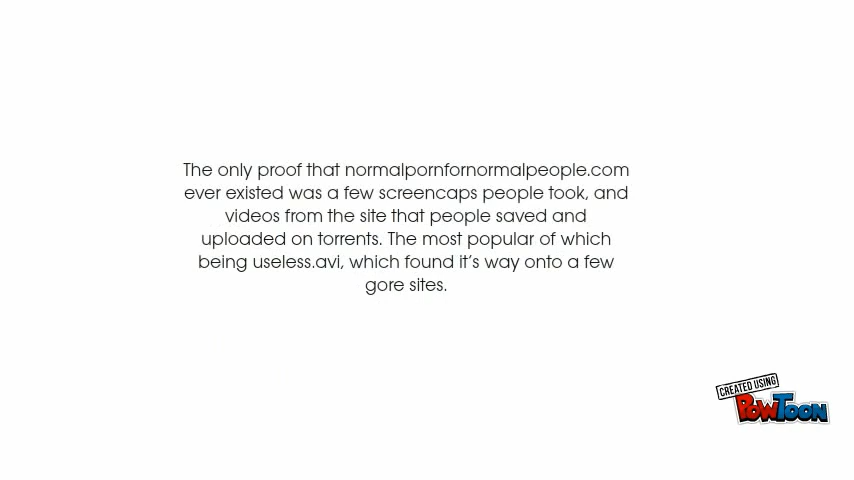 The only proof that normalpornfornormalpeople.com
ever existed was a few screencaps people took, and
videos from the site that people saved and
uploaded on torrents. The most popular of which
being useless.avi, which found it's way onto a few
gore sites.
CREATED USING
POWTOON